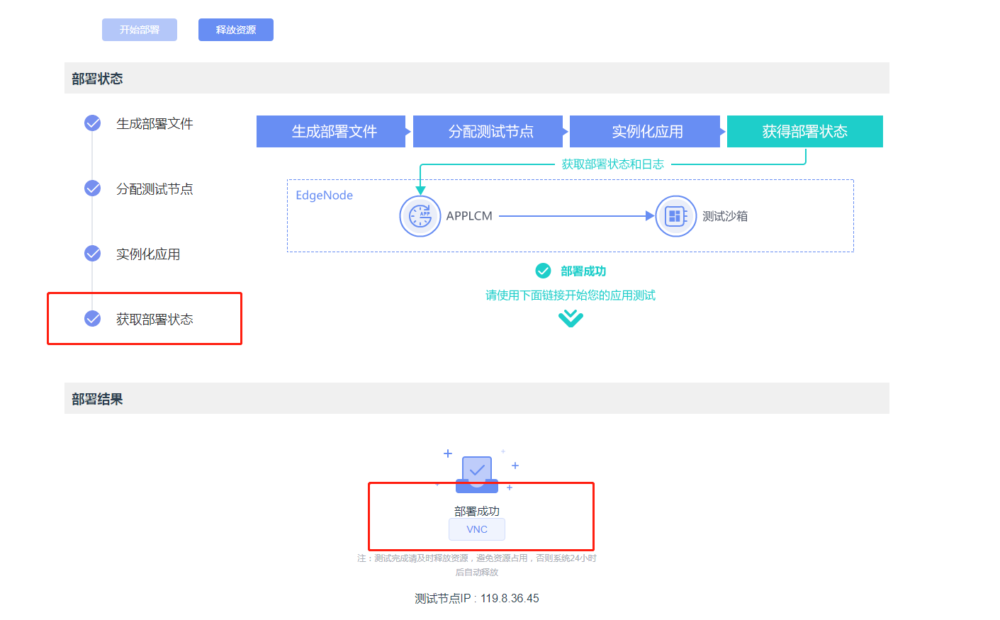 开始部署
释放资源
部署状态
生成部署文件
分配测试节点
实例化应用
获取部署状态
生成部署文件
分配测试节点
实例化应用
获得部署状态
获取部署状态和日志
EdgeNode
APP
APPLCM
测试沙箱
部署成功
请使用下面链接开始您的应用测试
部署结果
部署成功
VNC
注：测试完成请及时释放资源，避免资源占用，否则系统24小时
后自动释放
测试节点IP : 119.8.36.45